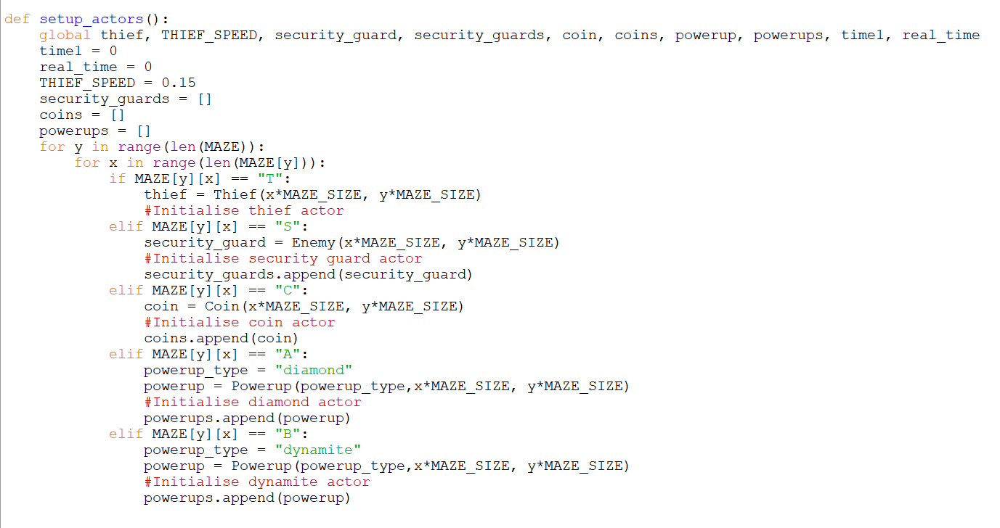 def setup_actors():
    global thief, THIEF_SPEED, security_guard, security_guards, coin, coins, powerup, powerups, time1, real_time
    time1 = 0
    real_time = 0
    THIEF_SPEED = 0.15
    security_guards = []
    coins = []
    powerups = []
    for y in range(len(MAZE)):
        for x in range(len(MAZE[y])):
            if MAZE[y][x] == "T":
                thief = Thief(x*MAZE_SIZE, y*MAZE_SIZE)
                #Initialise thief actor
            elif MAZE[y][x] == "S":
                security_guard = Enemy(x*MAZE_SIZE, y*MAZE_SIZE)
                #Initialise security guard actor
                security_guards.append(security_guard)
            elif MAZE[y][x] == "C":
                coin = Coin(x*MAZE_SIZE, y*MAZE_SIZE)
                #Initialise coin actor
                coins.append(coin)
            elif MAZE[y][x] == "A":
                powerup_type = "diamond"
                powerup = Powerup(powerup_type,x*MAZE_SIZE, y*MAZE_SIZE)
                #Initialise diamond actor
                powerups.append(powerup)
            elif MAZE[y][x] == "B":
                powerup_type = "dynamite"
                powerup = Powerup(powerup_type,x*MAZE_SIZE, y*MAZE_SIZE)
                #Initialise dynamite actor
                powerups.append(powerup)